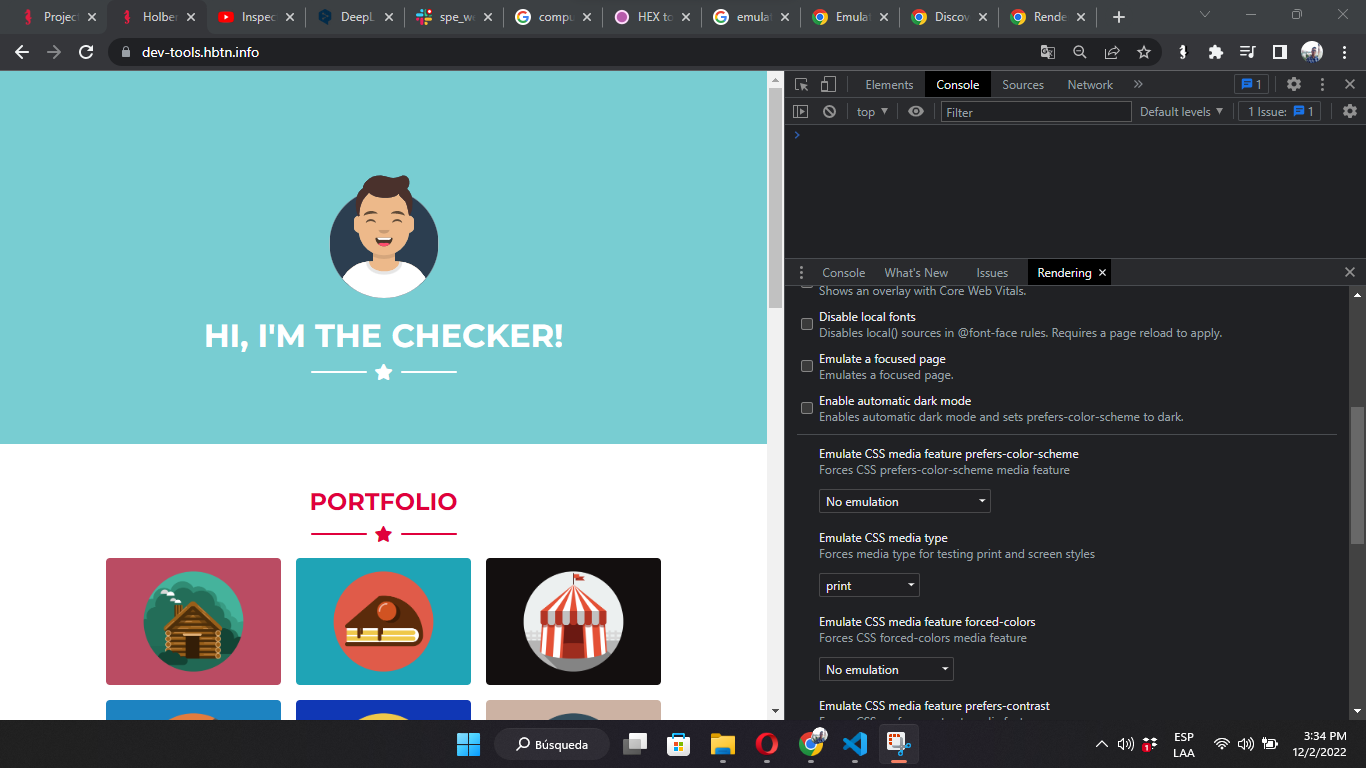 Project
Holber
Inspect
DeepL
spe_we
compu
HEX to
emulat
Emulat
Discov
Rende
dev-tools.hbtn.info
Elements
Console
Sources
Network
1
top
Filter
Default levels
1 Issue:
1
HI, I'M THE CHECKER!
PORTFOLIO
Console
What's New
Issues
Rendering
Shows an overlay with Core Web Vitals.
Disable local fonts
Disables local() sources in @font-face rules. Requires a page reload to apply.
Emulate a focused page
Emulates a focused page.
Enable automatic dark mode
Enables automatic dark mode and sets prefers-color-scheme to dark.
Emulate CSS media feature prefers-color-scheme
Forces CSS prefers-color-scheme media feature
No emulation
Emulate CSS media type
Forces media type for testing print and screen styles
print
Emulate CSS media feature forced-colors
Forces CSS forced-colors media feature
No emulation
Emulate CSS media feature prefers-contrast
Búsqueda
1
ESP
LAA
3:34 PM
12/2/2022